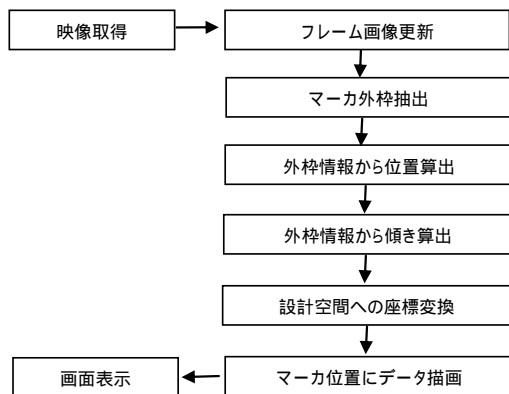 映像取得
フレーム画像更新
マーカ外枠抽出
外枠情報から位置算出
外枠情報から傾き算出
設計空間への座標変換
マーカ位置にデータ描画
画面表示